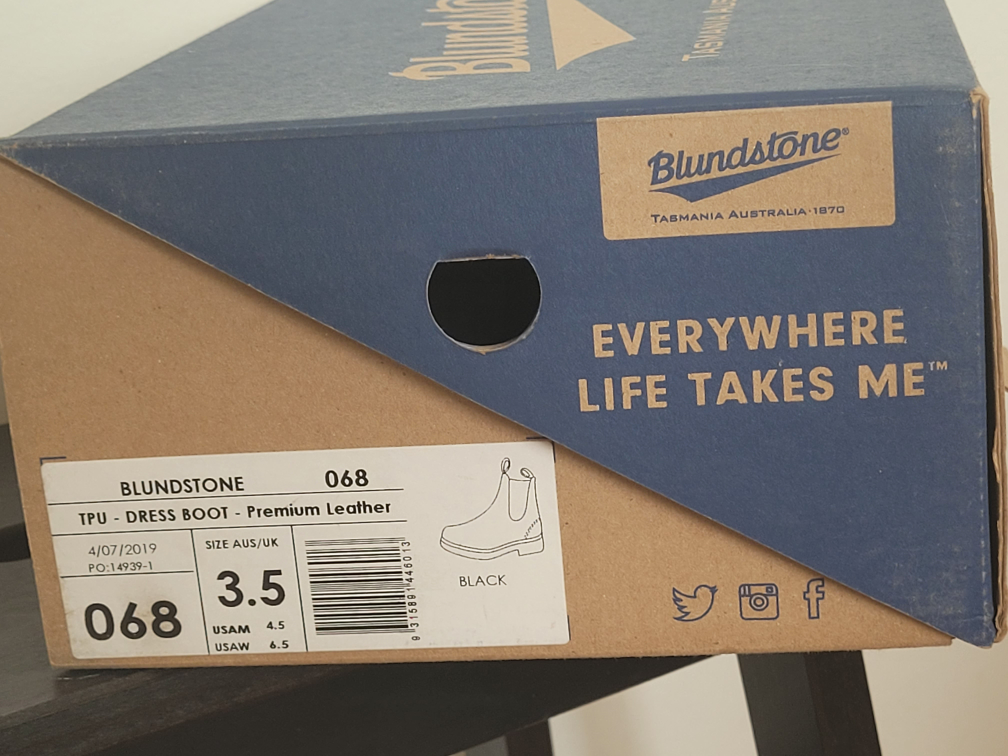 Blundstone®
TASMANIA AUSTRALIA·1870
EVERYWHERE
LIFE TAKES ME™
BLUNDSTONE 068
TPU - DRESS BOOT - Premium Leather
4/07/2019
PO:14939-1
068
SIZE AUS/UK
3.5
USAM 4.5
USAW 6.5
9 315891 446013
BLACK